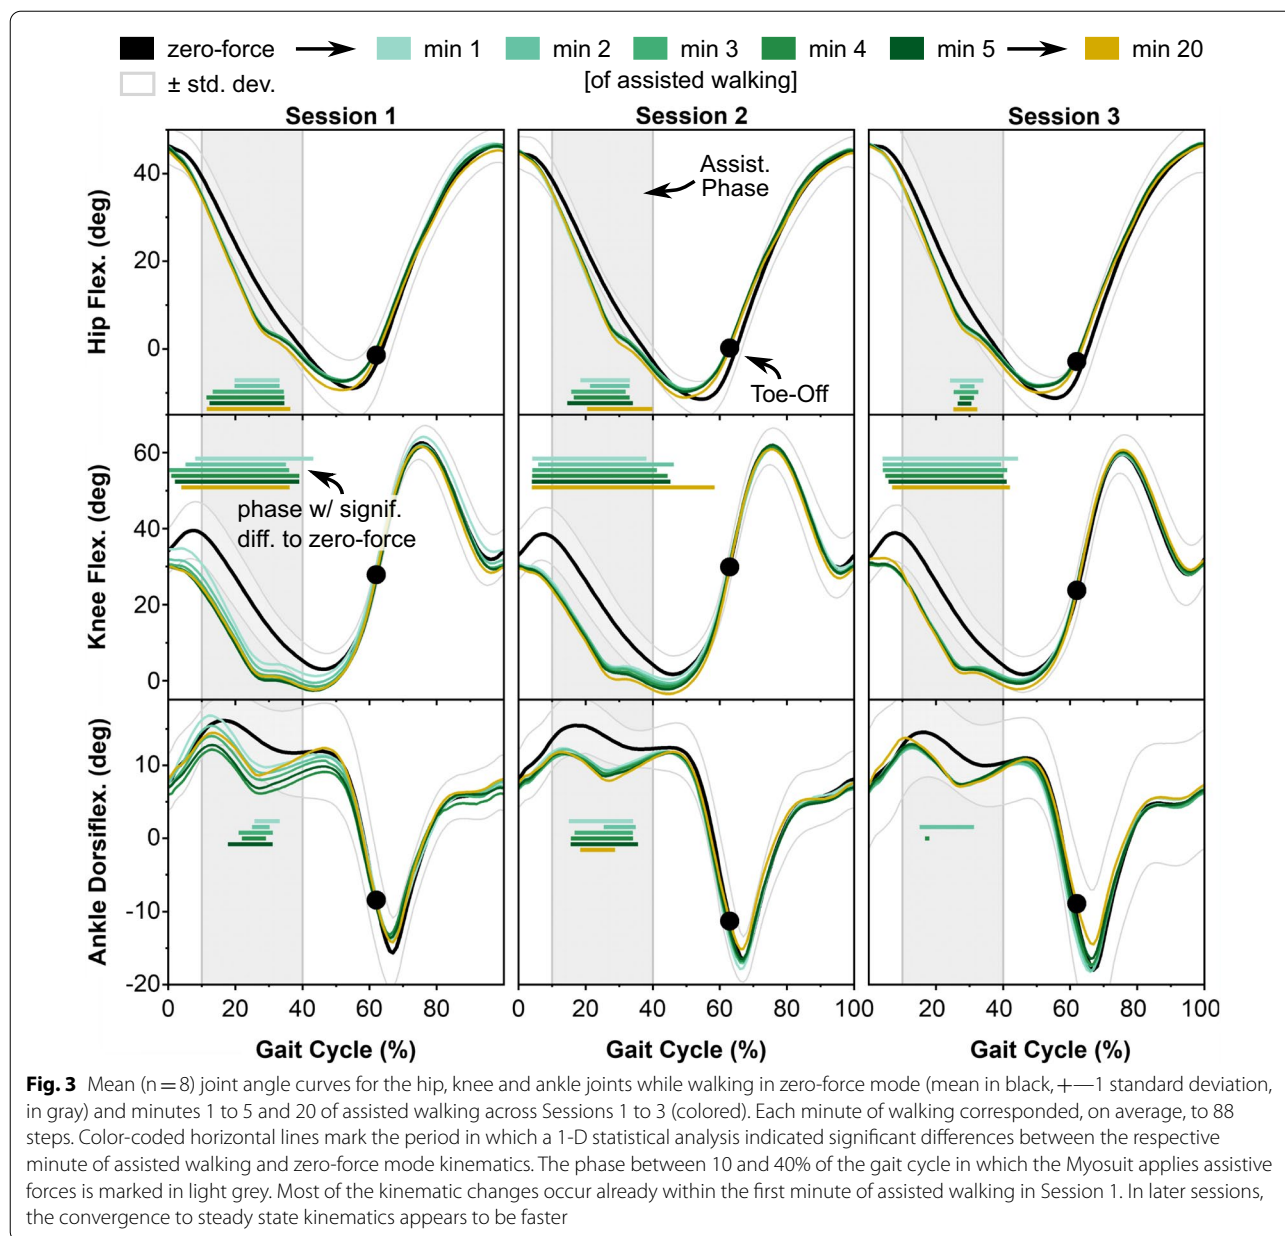 zero-force min 1 min 2 min 3 min 4 min 5 min 20
± std. dev. [of assisted walking]
Session 1 Session 2 Session 3
Hip Flex. (deg)
40
20
0
Assist.
Phase
Toe-Off
Knee Flex. (deg)
60
40
20
0
phase w/ signif.
diff. to zero-force
Ankle Dorsiflex. (deg)
10
0
-10
-20
0 20 40 60 80 0 20 40 60 80 100 0 20 40 60 80 100
Gait Cycle (%) Gait Cycle (%) Gait Cycle (%)
Fig. 3 Mean (n = 8) joint angle curves for the hip, knee and ankle joints while walking in zero-force mode (mean in black, +—1 standard deviation,
in gray) and minutes 1 to 5 and 20 of assisted walking across Sessions 1 to 3 (colored). Each minute of walking corresponded, on average, to 88
steps. Color-coded horizontal lines mark the period in which a 1-D statistical analysis indicated significant differences between the respective
minute of assisted walking and zero-force mode kinematics. The phase between 10 and 40% of the gait cycle in which the Myosuit applies assistive
forces is marked in light grey. Most of the kinematic changes occur already within the first minute of assisted walking in Session 1. In later sessions,
the convergence to steady state kinematics appears to be faster